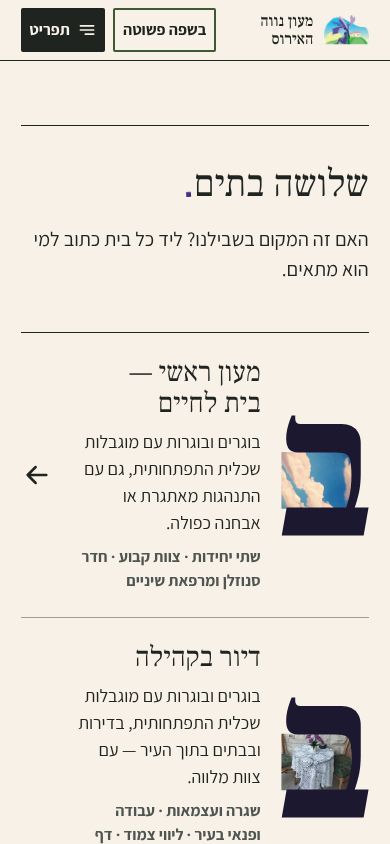 מעון נווה
האירוס
בשפה פשוטה
תפריט
שלושה בתים.
האם זה המקום בשבילנו? ליד כל בית כתוב למי
הוא מתאים.
ב
מעון ראשי —
בית לחיים
בוגרים ובוגרות עם מוגבלות
שכלית התפתחותית, גם עם
התנהגות מאתגרת או
אבחנה כפולה.
שתי יחידות · צוות קבוע · חדר
סנוזלן ומרפאת שיניים
ב
דיור בקהילה
בוגרים ובוגרות עם מוגבלות
שכלית התפתחותית, בדירות
ובבתים בתוך העיר — עם
צוות מלווה.
שגרה ועצמאות · עבודה
ופנאי בעיר · ליווי צמוד · דף